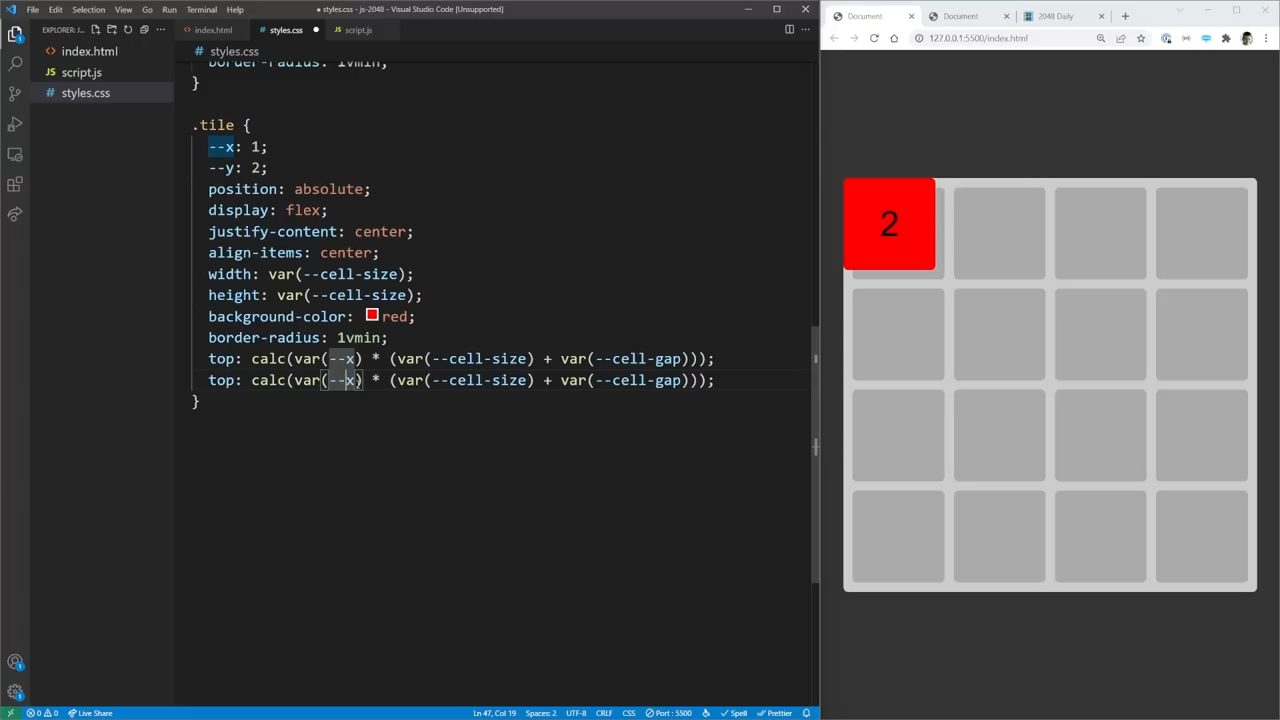 File Edit Selection View Go Run Terminal Help
● styles.css - js-2048 - Visual Studio Code [Unsupported]
EXPLORER: J...
index.html
script.js
styles.css
index.html styles.css script.js
styles.css
border-radius: 1vmin;
}
.tile {
--x: 1;
--y: 2;
position: absolute;
display: flex;
justify-content: center;
align-items: center;
width: var(--cell-size);
height: var(--cell-size);
background-color: red;
border-radius: 1vmin;
top: calc(var(--x) * (var(--cell-size) + var(--cell-gap)));
top: calc(var(--x) * (var(--cell-size) + var(--cell-gap)));
}
0 0 Live Share
Ln 47, Col 19 Spaces: 2 UTF-8 CRLF CSS Port : 5500 Spell Prettier
Document Document 2048 Daily
127.0.0.1:5500/index.html
2